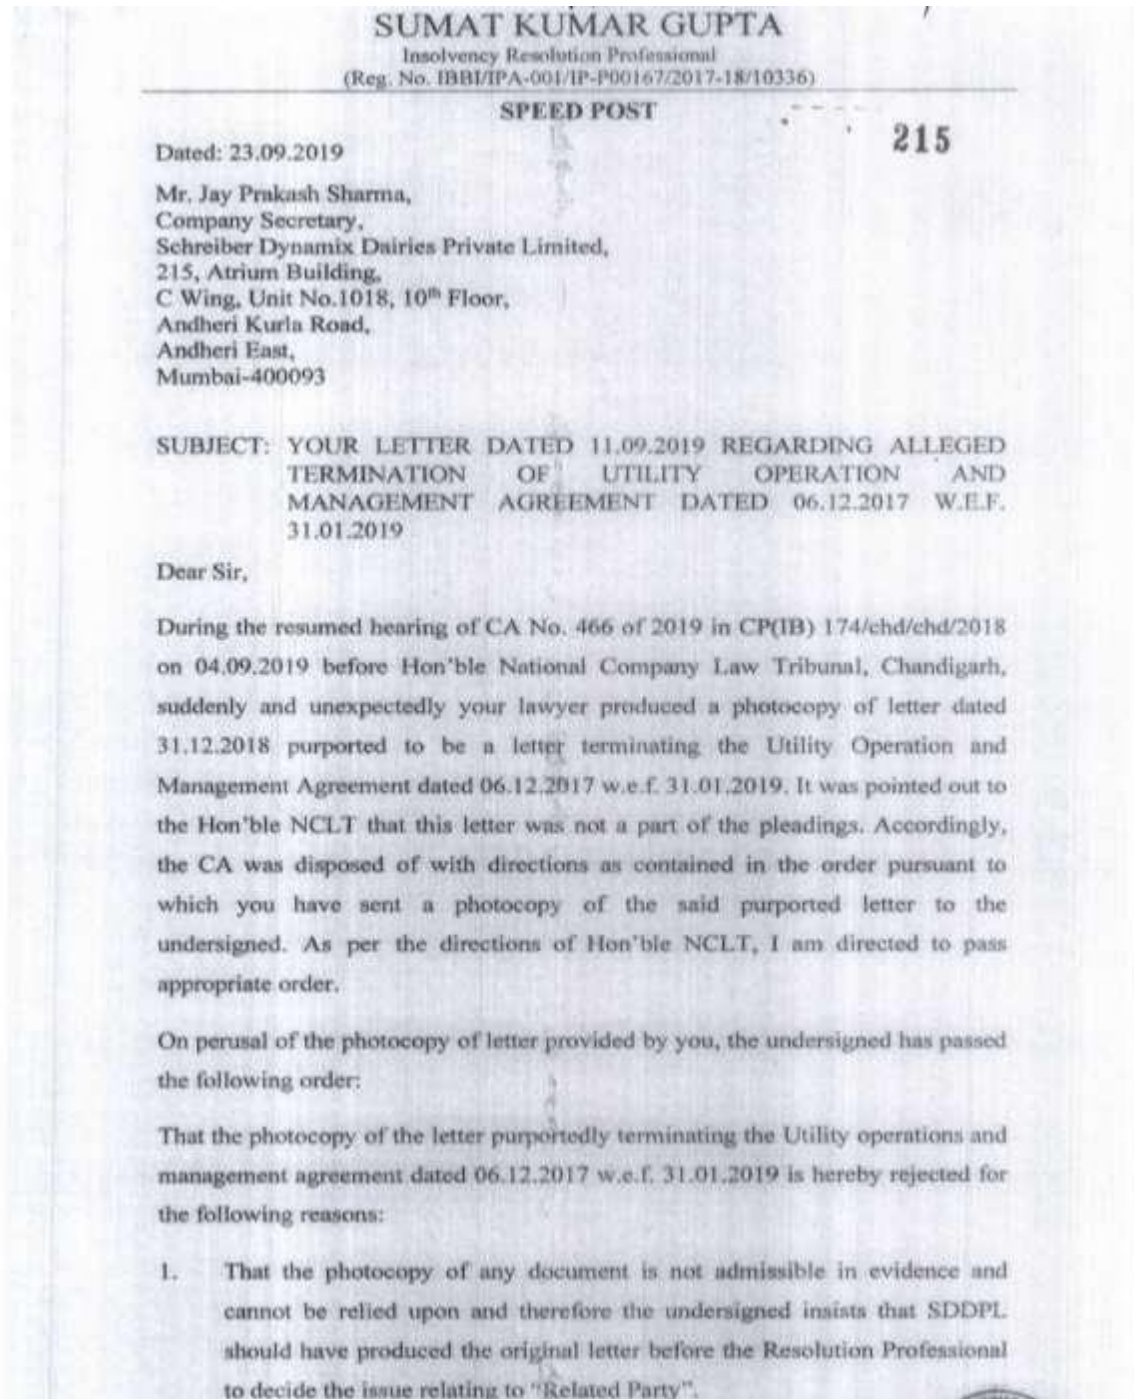 SUMAT KUMAR GUPTA
Insolvency Resolution Professional
(Reg. No. IBBI/IPA-001/IP-P00167/2017-18/10336)
SPEED POST
215
Dated: 23.09.2019
Mr. Jay Prakash Sharma,
Company Secretary,
Schreiber Dynamix Dairies Private Limited,
215, Atrium Building,
C Wing, Unit No.1018, 10th Floor,
Andheri Kurla Road,
Andheri East,
Mumbai-400093
SUBJECT: YOUR LETTER DATED 11.09.2019 REGARDING ALLEGED
TERMINATION OF UTILITY OPERATION AND
MANAGEMENT AGREEMENT DATED 06.12.2017 W.E.F.
31.01.2019
Dear Sir,
During the resumed hearing of CA No. 466 of 2019 in CP(IB) 174/chd/chd/2018
on 04.09.2019 before Hon'ble National Company Law Tribunal, Chandigarh,
suddenly and unexpectedly your lawyer produced a photocopy of letter dated
31.12.2018 purported to be a letter terminating the Utility Operation and
Management Agreement dated 06.12.2017 w.e.f. 31.01.2019. It was pointed out to
the Hon'ble NCLT that this letter was not a part of the pleadings. Accordingly,
the CA was disposed of with directions as contained in the order pursuant to
which you have sent a photocopy of the said purported letter to the
undersigned. As per the directions of Hon'ble NCLT, I am directed to pass
appropriate order.
On perusal of the photocopy of letter provided by you, the undersigned has passed
the following order:
That the photocopy of the letter purportedly terminating the Utility operations and
management agreement dated 06.12.2017 w.e.f. 31.01.2019 is hereby rejected for
the following reasons:
1. That the photocopy of any document is not admissible in evidence and
cannot be relied upon and therefore the undersigned insists that SDDPL
should have produced the original letter before the Resolution Professional
to decide the issue relating to "Related Party".